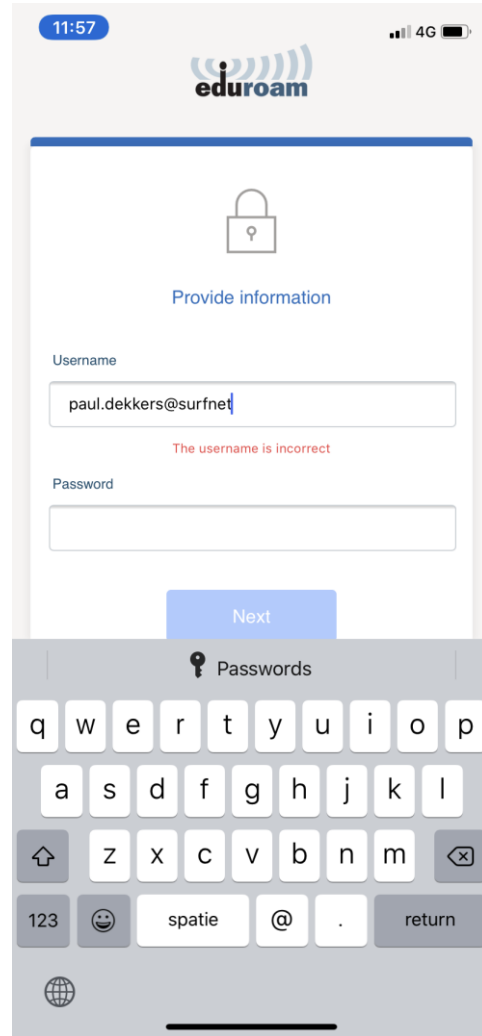 11:57
4G
eduroam
Provide information
Username
paul.dekkers@surfnet
The username is incorrect
Password
Next
Passwords
q w e r t y u i o p
a s d f g h j k l
z x c v b n m
123 spatie @ . return